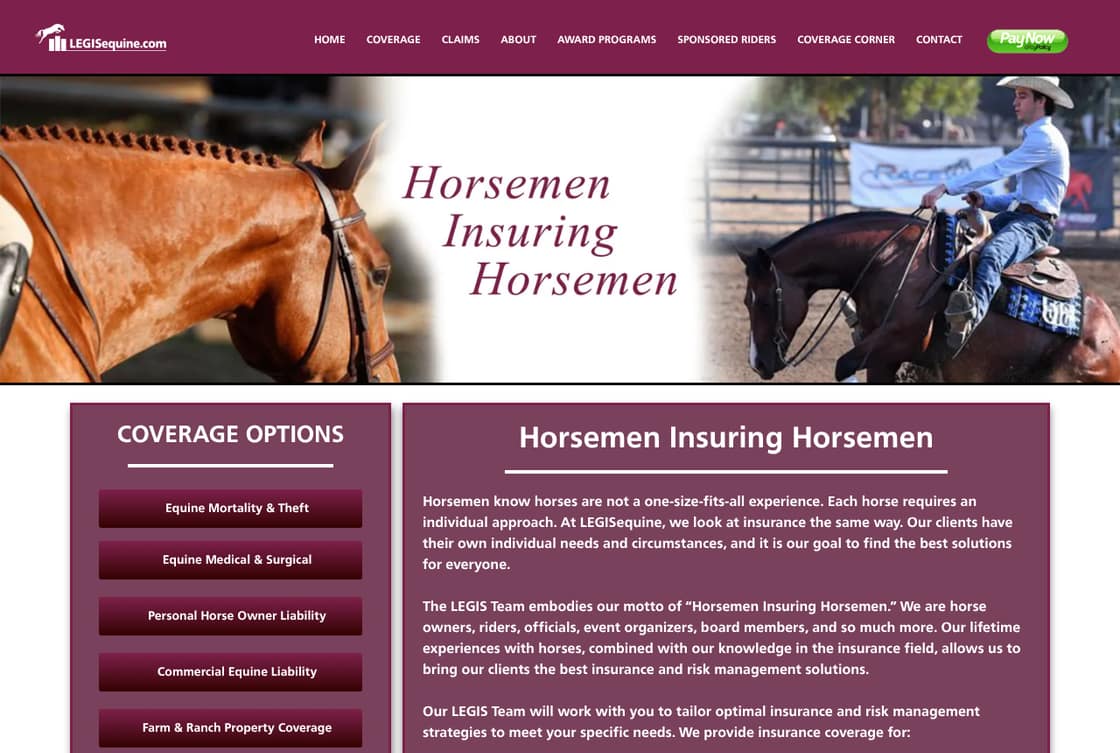 LEGISequine.com
HOME COVERAGE CLAIMS ABOUT AWARD PROGRAMS SPONSORED RIDERS COVERAGE CORNER CONTACT PayNow
Horsemen
Insuring
Horsemen
COVERAGE OPTIONS
Equine Mortality & Theft
Equine Medical & Surgical
Personal Horse Owner Liability
Commercial Equine Liability
Farm & Ranch Property Coverage
Horsemen Insuring Horsemen
Horsemen know horses are not a one-size-fits-all experience. Each horse requires an
individual approach. At LEGISequine, we look at insurance the same way. Our clients have
their own individual needs and circumstances, and it is our goal to find the best solutions
for everyone.
The LEGIS Team embodies our motto of “Horsemen Insuring Horsemen.” We are horse
owners, riders, officials, event organizers, board members, and so much more. Our lifetime
experiences with horses, combined with our knowledge in the insurance field, allows us to
bring our clients the best insurance and risk management solutions.
Our LEGIS Team will work with you to tailor optimal insurance and risk management
strategies to meet your specific needs. We provide insurance coverage for: